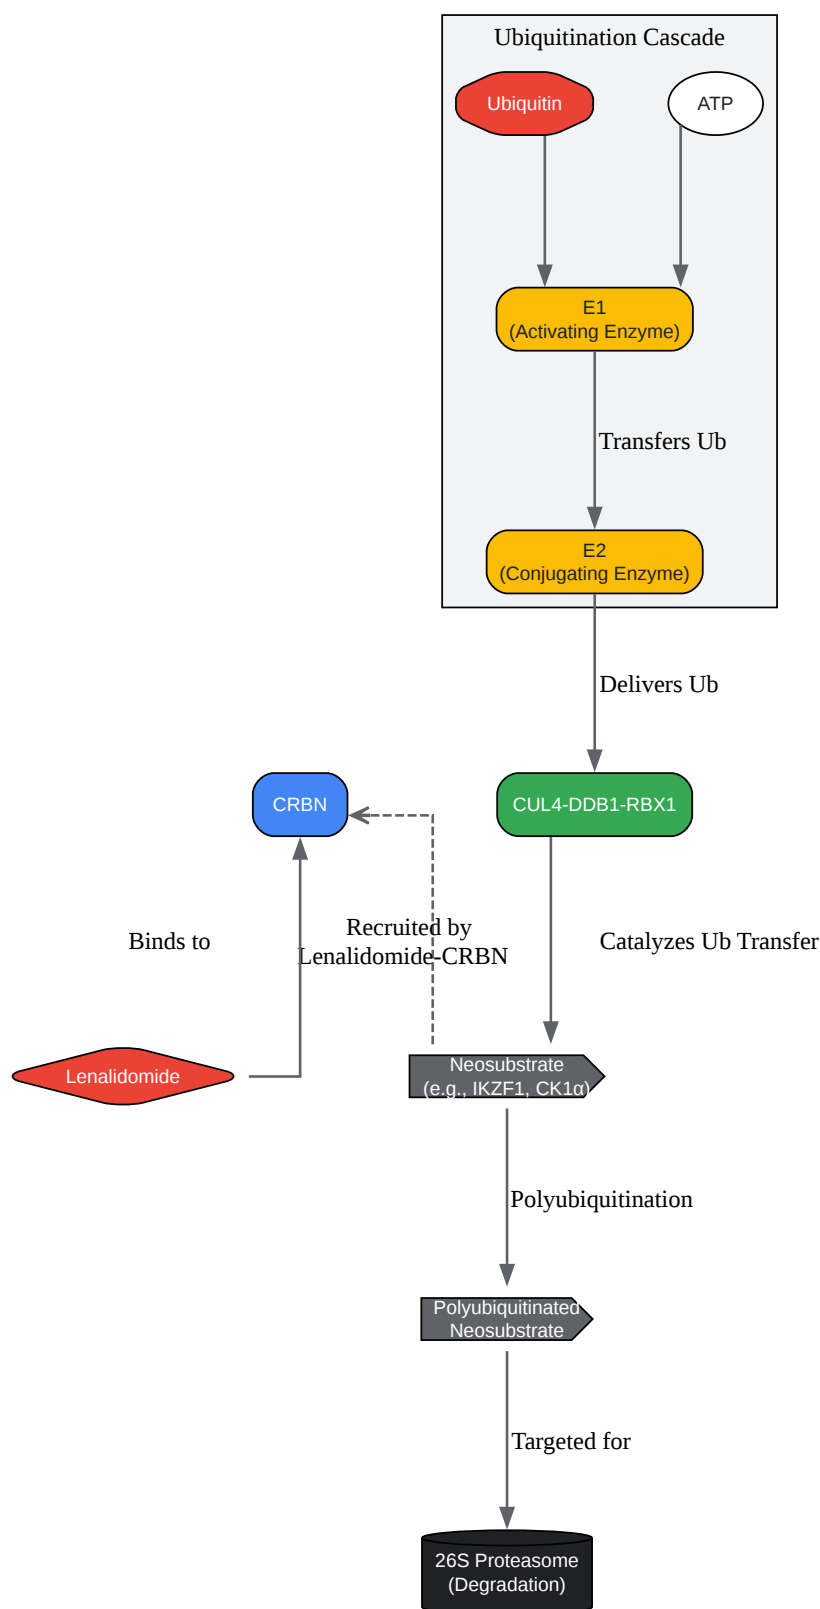 Ubiquitination Cascade
Ubiquitin
ATP
E1
(Activating Enzyme)
Transfers Ub
E2
(Conjugating Enzyme)
Delivers Ub
CRBN
CUL4-DDB1-RBX1
Binds to
Recruited by
Lenalidomide-CRBN
Catalyzes Ub Transfer
Lenalidomide
Neosubstrate
(e.g., IKZF1, CK1α)
Polyubiquitination
Polyubiquitinated
Neosubstrate
Targeted for
26S Proteasome
(Degradation)